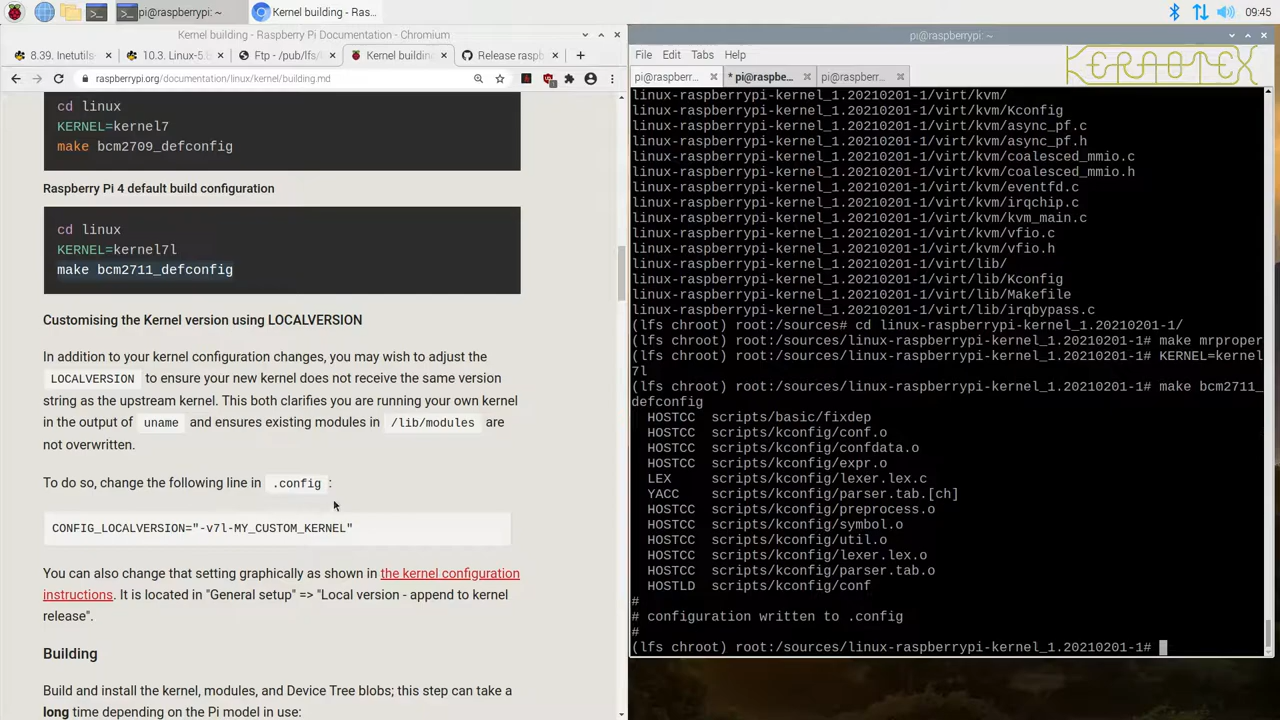 pi@raspberrypi: ~
Kernel building - Ras...
09:45
Kernel building - Raspberry Pi Documentation - Chromium
8.39. Inetutils-
10.3. Linux-5.
Ftp - pub/lfs/
Kernel building
Release raspb
raspberrypi.org/documentation/linux/kernel/building.md
cd linux
KERNEL=kernel7
make bcm2709_defconfig
Raspberry Pi 4 default build configuration
cd linux
KERNEL=kernel7l
make bcm2711_defconfig
Customising the Kernel version using LOCALVERSION
In addition to your kernel configuration changes, you may wish to adjust the
LOCALVERSION to ensure your new kernel does not receive the same version
string as the upstream kernel. This both clarifies you are running your own kernel
in the output of uname and ensures existing modules in /lib/modules are
not overwritten.
To do so, change the following line in .config :
CONFIG_LOCALVERSION="-v7l-MY_CUSTOM_KERNEL"
You can also change that setting graphically as shown in the kernel configuration
instructions. It is located in "General setup" => "Local version - append to kernel
release".
Building
Build and install the kernel, modules, and Device Tree blobs; this step can take a
long time depending on the Pi model in use:
pi@raspberrypi: ~
File Edit Tabs Help
KERNOTEX
pi@raspberr...
* pi@raspbe...
pi@raspberr...
linux-raspberrypi-kernel_1.20210201-1/virt/kvm/
linux-raspberrypi-kernel_1.20210201-1/virt/kvm/Kconfig
linux-raspberrypi-kernel_1.20210201-1/virt/kvm/async_pf.c
linux-raspberrypi-kernel_1.20210201-1/virt/kvm/async_pf.h
linux-raspberrypi-kernel_1.20210201-1/virt/kvm/coalesced_mmio.c
linux-raspberrypi-kernel_1.20210201-1/virt/kvm/coalesced_mmio.h
linux-raspberrypi-kernel_1.20210201-1/virt/kvm/eventfd.c
linux-raspberrypi-kernel_1.20210201-1/virt/kvm/irqchip.c
linux-raspberrypi-kernel_1.20210201-1/virt/kvm/kvm_main.c
linux-raspberrypi-kernel_1.20210201-1/virt/kvm/vfio.c
linux-raspberrypi-kernel_1.20210201-1/virt/kvm/vfio.h
linux-raspberrypi-kernel_1.20210201-1/virt/lib/
linux-raspberrypi-kernel_1.20210201-1/virt/lib/Kconfig
linux-raspberrypi-kernel_1.20210201-1/virt/lib/Makefile
linux-raspberrypi-kernel_1.20210201-1/virt/lib/irqbypass.c
(lfs chroot) root:/sources# cd linux-raspberrypi-kernel_1.20210201-1/
(lfs chroot) root:/sources/linux-raspberrypi-kernel_1.20210201-1# make mrproper
(lfs chroot) root:/sources/linux-raspberrypi-kernel_1.20210201-1# KERNEL=kernel
7l
(lfs chroot) root:/sources/linux-raspberrypi-kernel_1.20210201-1# make bcm2711_
defconfig
HOSTCC scripts/basic/fixdep
HOSTCC scripts/kconfig/conf.o
HOSTCC scripts/kconfig/confdata.o
HOSTCC scripts/kconfig/expr.o
LEX scripts/kconfig/lexer.lex.c
YACC scripts/kconfig/parser.tab.[ch]
HOSTCC scripts/kconfig/preprocess.o
HOSTCC scripts/kconfig/symbol.o
HOSTCC scripts/kconfig/util.o
HOSTCC scripts/kconfig/lexer.lex.o
HOSTCC scripts/kconfig/parser.tab.o
HOSTLD scripts/kconfig/conf
#
# configuration written to .config
#
(lfs chroot) root:/sources/linux-raspberrypi-kernel_1.20210201-1#